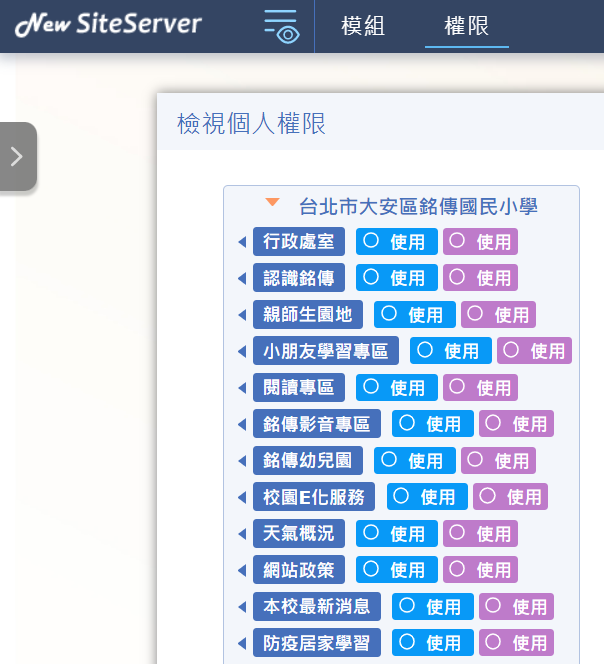 New SiteServer 模組 權限
檢視個人權限
台北市大安區銘傳國民小學
行政處室 使用 使用
認識銘傳 使用 使用
親師生園地 使用 使用
小朋友學習專區 使用 使用
閱讀專區 使用 使用
銘傳影音專區 使用 使用
銘傳幼兒園 使用 使用
校園E化服務 使用 使用
天氣概況 使用 使用
網站政策 使用 使用
本校最新消息 使用 使用
防疫居家學習 使用 使用